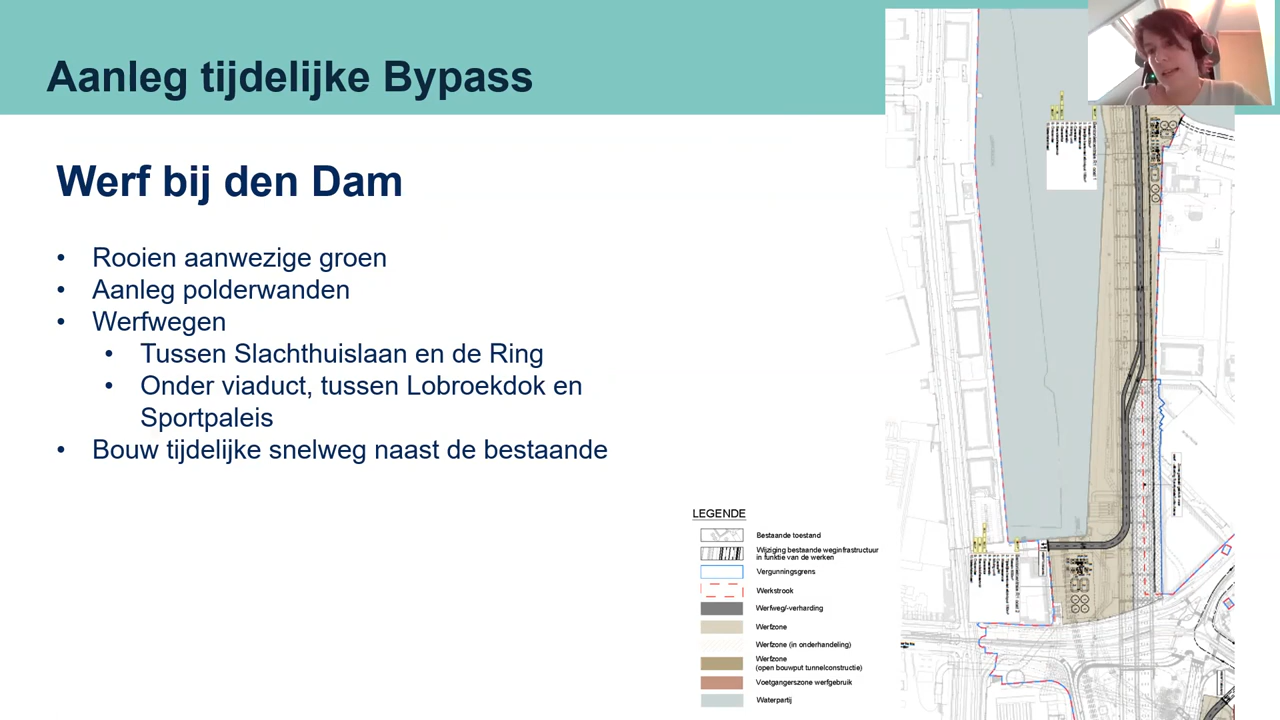 Aanleg tijdelijke Bypass
Werf bij den Dam
• Rooien aanwezige groen
• Aanleg polderwanden
• Werfwegen
• Tussen Slachthuislaan en de Ring
• Onder viaduct, tussen Lobroekdok en
Sportpaleis
• Bouw tijdelijke snelweg naast de bestaande
LEGENDE
Bestaande toestand
Wijziging bestaande weginfrastructuur
in funktie van de werken
Vergunningsgrens
Werkstrook
Werfweg/-verharding
Werfzone
Werfzone (in onderhandeling)
Werfzone
(open bouwput tunnelconstructie)
Voetgangerszone werfgebruik
Waterpartij